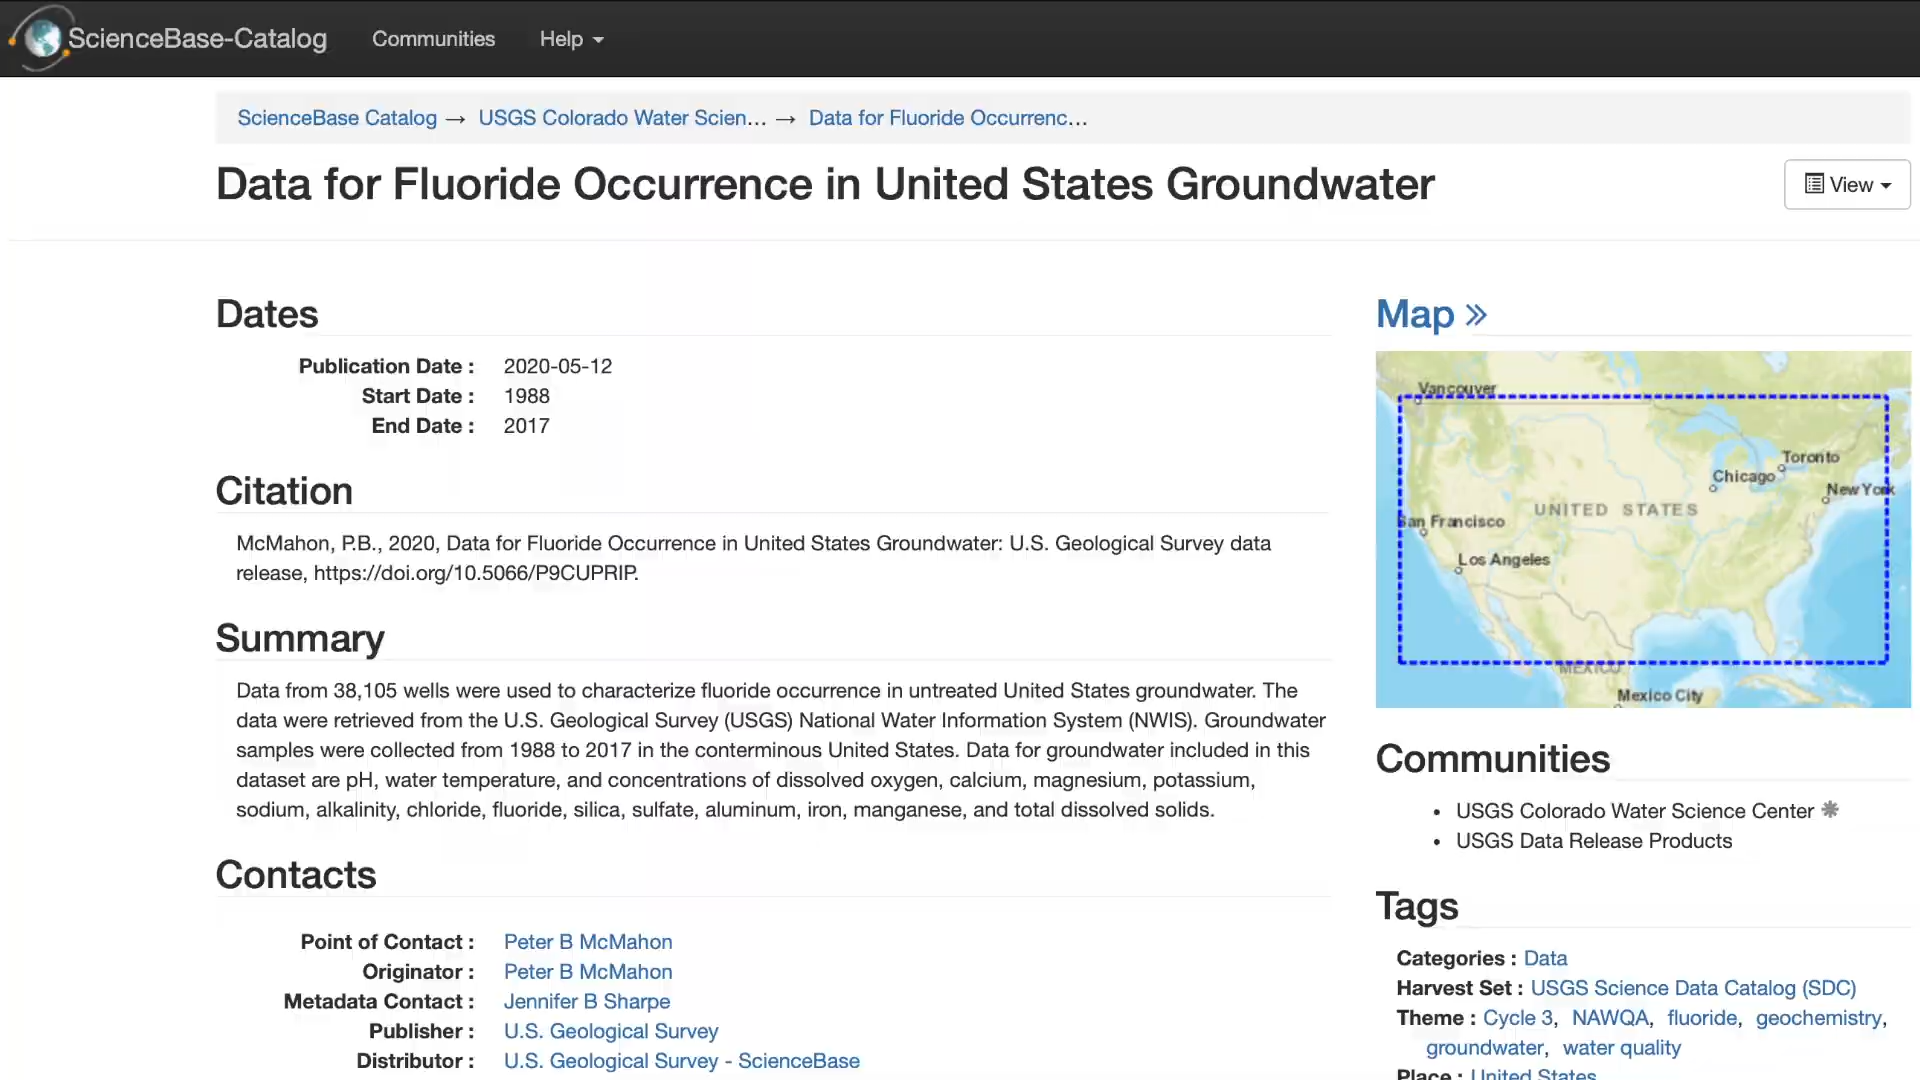 ScienceBase-Catalog Communities Help
ScienceBase Catalog → USGS Colorado Water Scien... → Data for Fluoride Occurrenc...
Data for Fluoride Occurrence in United States Groundwater
View
Dates
Publication Date : 2020-05-12
Start Date : 1988
End Date : 2017
Citation
McMahon, P.B., 2020, Data for Fluoride Occurrence in United States Groundwater: U.S. Geological Survey data
release, https://doi.org/10.5066/P9CUPRIP.
Summary
Data from 38,105 wells were used to characterize fluoride occurrence in untreated United States groundwater. The
data were retrieved from the U.S. Geological Survey (USGS) National Water Information System (NWIS). Groundwater
samples were collected from 1988 to 2017 in the conterminous United States. Data for groundwater included in this
dataset are pH, water temperature, and concentrations of dissolved oxygen, calcium, magnesium, potassium,
sodium, alkalinity, chloride, fluoride, silica, sulfate, aluminum, iron, manganese, and total dissolved solids.
Contacts
Point of Contact : Peter B McMahon
Originator : Peter B McMahon
Metadata Contact : Jennifer B Sharpe
Publisher : U.S. Geological Survey
Distributor : U.S. Geological Survey - ScienceBase
Map »
Vancouver
Toronto
Chicago
New York
UNITED STATES
San Francisco
Los Angeles
MEXICO
Mexico City
Communities
• USGS Colorado Water Science Center
• USGS Data Release Products
Tags
Categories : Data
Harvest Set : USGS Science Data Catalog (SDC)
Theme : Cycle 3, NAWQA, fluoride, geochemistry,
groundwater, water quality
Place : United States